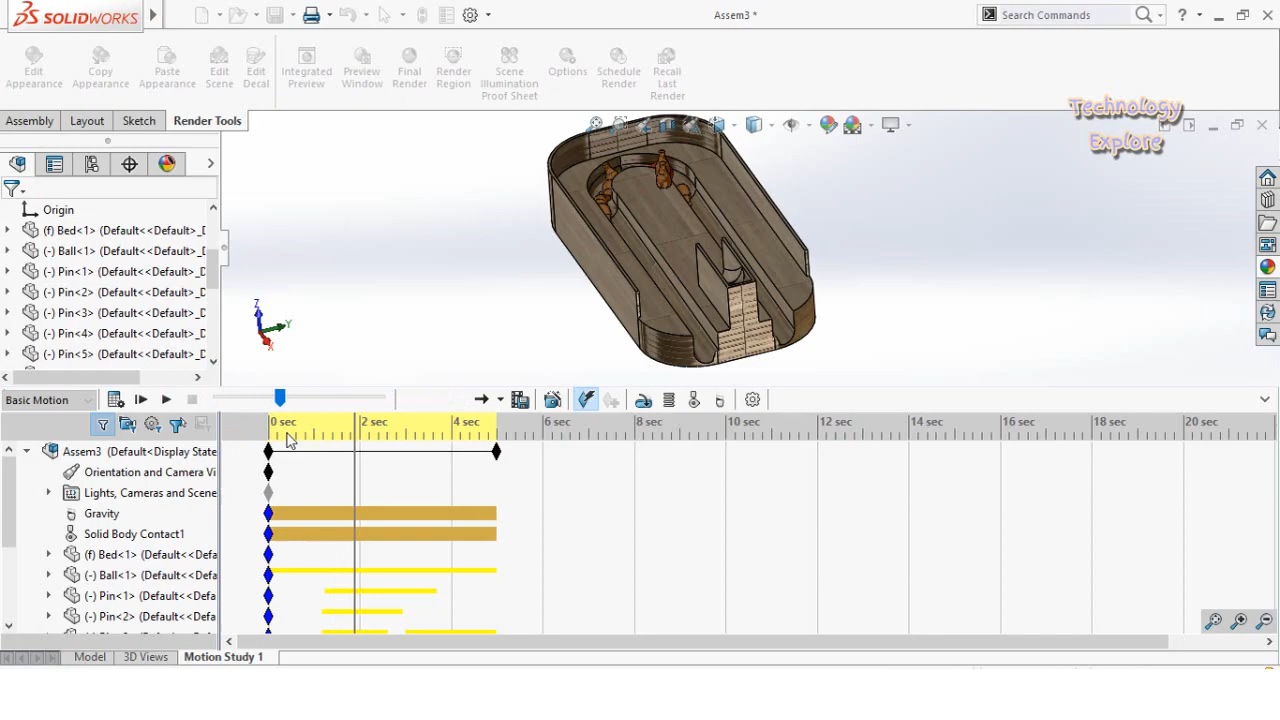 SOLIDWORKS
Assem3 *
Search Commands
?
Edit Appearance
Copy Appearance
Paste Appearance
Edit Scene
Edit Decal
Integrated Preview
Preview Window
Final Render
Render Region
Scene Illumination Proof Sheet
Options
Schedule Render
Recall Last Render
Assembly
Layout
Sketch
Render Tools
Technology
Explore
Origin
(f) Bed<1> (Default<<Default>_D
(-) Ball<1> (Default<<Default>_D
(-) Pin<1> (Default<<Default>_D
(-) Pin<2> (Default<<Default>_D
(-) Pin<3> (Default<<Default>_D
(-) Pin<4> (Default<<Default>_D
(-) Pin<5> (Default<<Default>_D
Z
Y
X
Basic Motion
0 sec 2 sec 4 sec 6 sec 8 sec 10 sec 12 sec 14 sec 16 sec 18 sec 20 sec
Assem3 (Default<Display State
Orientation and Camera Vi
Lights, Cameras and Scene
Gravity
Solid Body Contact1
(f) Bed<1> (Default<<Defa
(-) Ball<1> (Default<<Defau
(-) Pin<1> (Default<<Defa
(-) Pin<2> (Default<<Defa
Model
3D Views
Motion Study 1